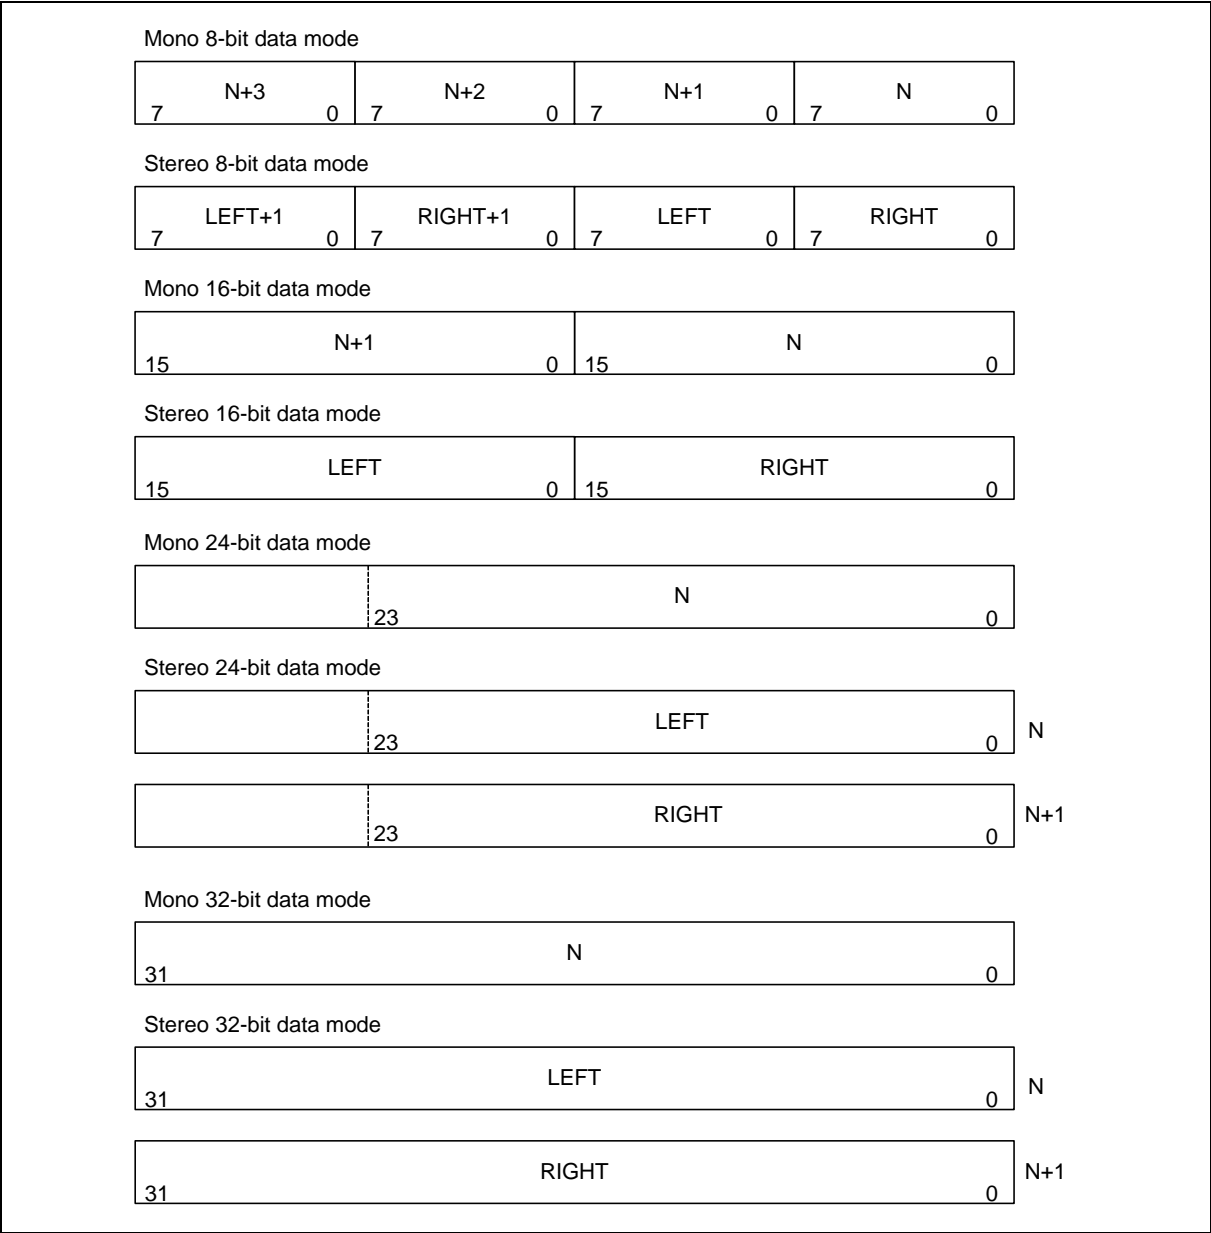 Mono 8-bit data mode
N+3 N+2 N+1 N
7 0 7 0 7 0 7 0
Stereo 8-bit data mode
LEFT+1 RIGHT+1 LEFT RIGHT
7 0 7 0 7 0 7 0
Mono 16-bit data mode
N+1 N
15 0 15 0
Stereo 16-bit data mode
LEFT RIGHT
15 0 15 0
Mono 24-bit data mode
N
23 0
Stereo 24-bit data mode
LEFT
23 0 N
RIGHT N+1
23 0
Mono 32-bit data mode
N
31 0
Stereo 32-bit data mode
LEFT N
31 0
RIGHT N+1
31 0